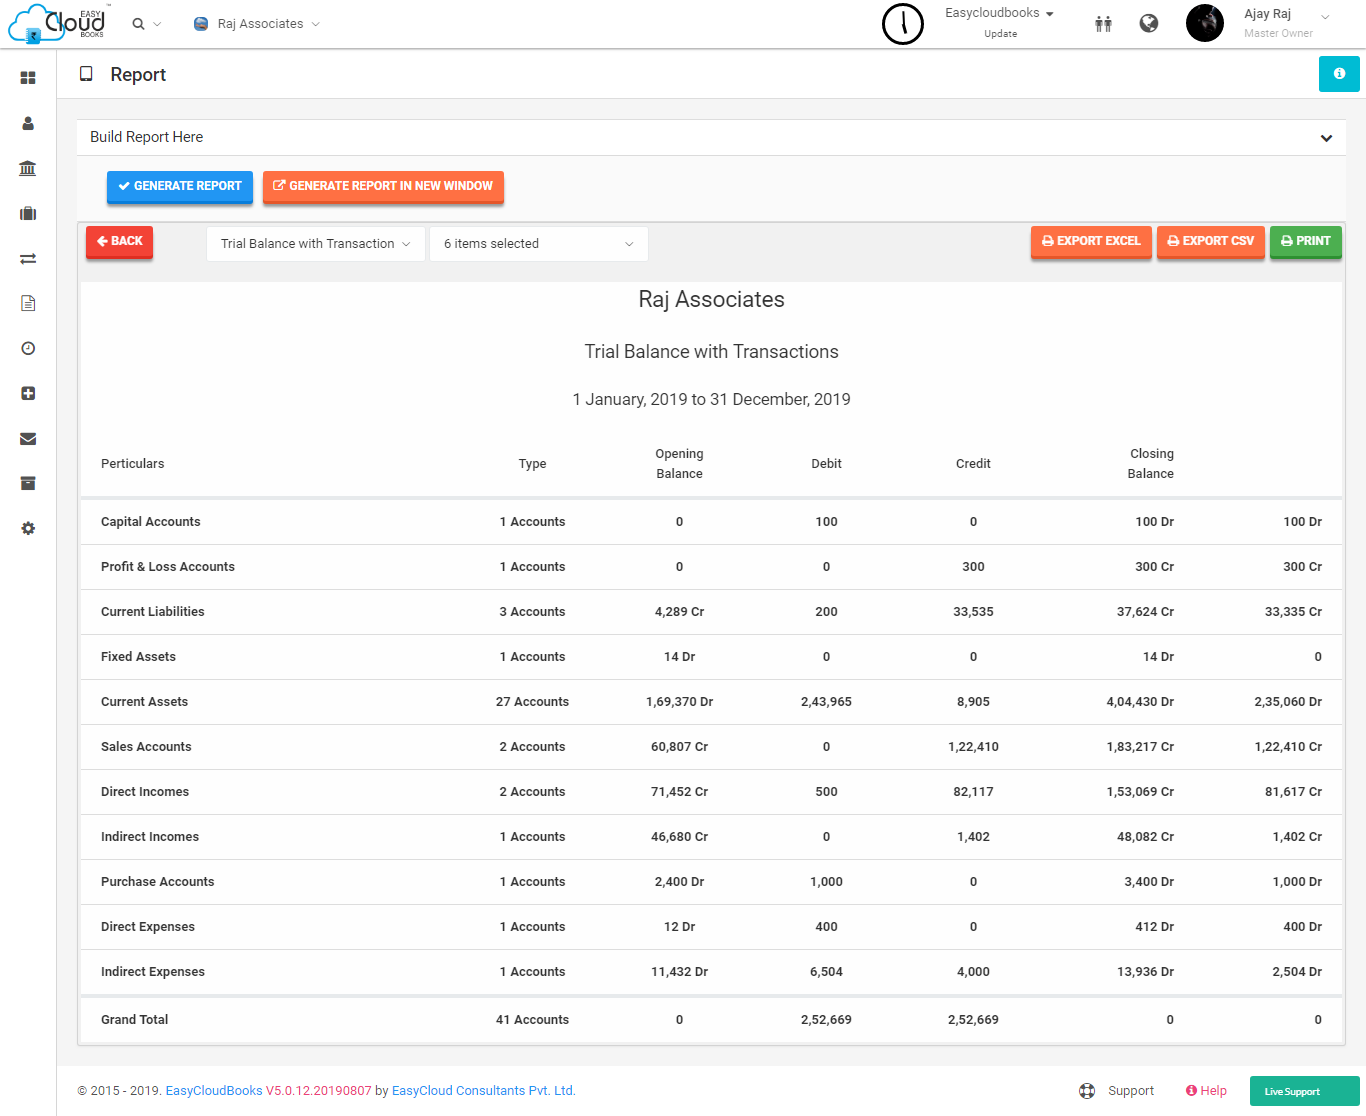 EASY
Cloud
BOOKS
™
Raj Associates
Easycloudbooks
Update
Ajay Raj
Master Owner
Report
Build Report Here
GENERATE REPORT
GENERATE REPORT IN NEW WINDOW
BACK
Trial Balance with Transaction
6 items selected
EXPORT EXCEL
EXPORT CSV
PRINT
Raj Associates
Trial Balance with Transactions
1 January, 2019 to 31 December, 2019
Perticulars Type Opening Balance Debit Credit Closing Balance
Capital Accounts 1 Accounts 0 100 0 100 Dr 100 Dr
Profit & Loss Accounts 1 Accounts 0 0 300 300 Cr 300 Cr
Current Liabilities 3 Accounts 4,289 Cr 200 33,535 37,624 Cr 33,335 Cr
Fixed Assets 1 Accounts 14 Dr 0 0 14 Dr 0
Current Assets 27 Accounts 1,69,370 Dr 2,43,965 8,905 4,04,430 Dr 2,35,060 Dr
Sales Accounts 2 Accounts 60,807 Cr 0 1,22,410 1,83,217 Cr 1,22,410 Cr
Direct Incomes 2 Accounts 71,452 Cr 500 82,117 1,53,069 Cr 81,617 Cr
Indirect Incomes 1 Accounts 46,680 Cr 0 1,402 48,082 Cr 1,402 Cr
Purchase Accounts 1 Accounts 2,400 Dr 1,000 0 3,400 Dr 1,000 Dr
Direct Expenses 1 Accounts 12 Dr 400 0 412 Dr 400 Dr
Indirect Expenses 1 Accounts 11,432 Dr 6,504 4,000 13,936 Dr 2,504 Dr
Grand Total 41 Accounts 0 2,52,669 2,52,669 0 0
© 2015 - 2019. EasyCloudBooks V5.0.12.20190807 by EasyCloud Consultants Pvt. Ltd.
Support
Help
Live Support